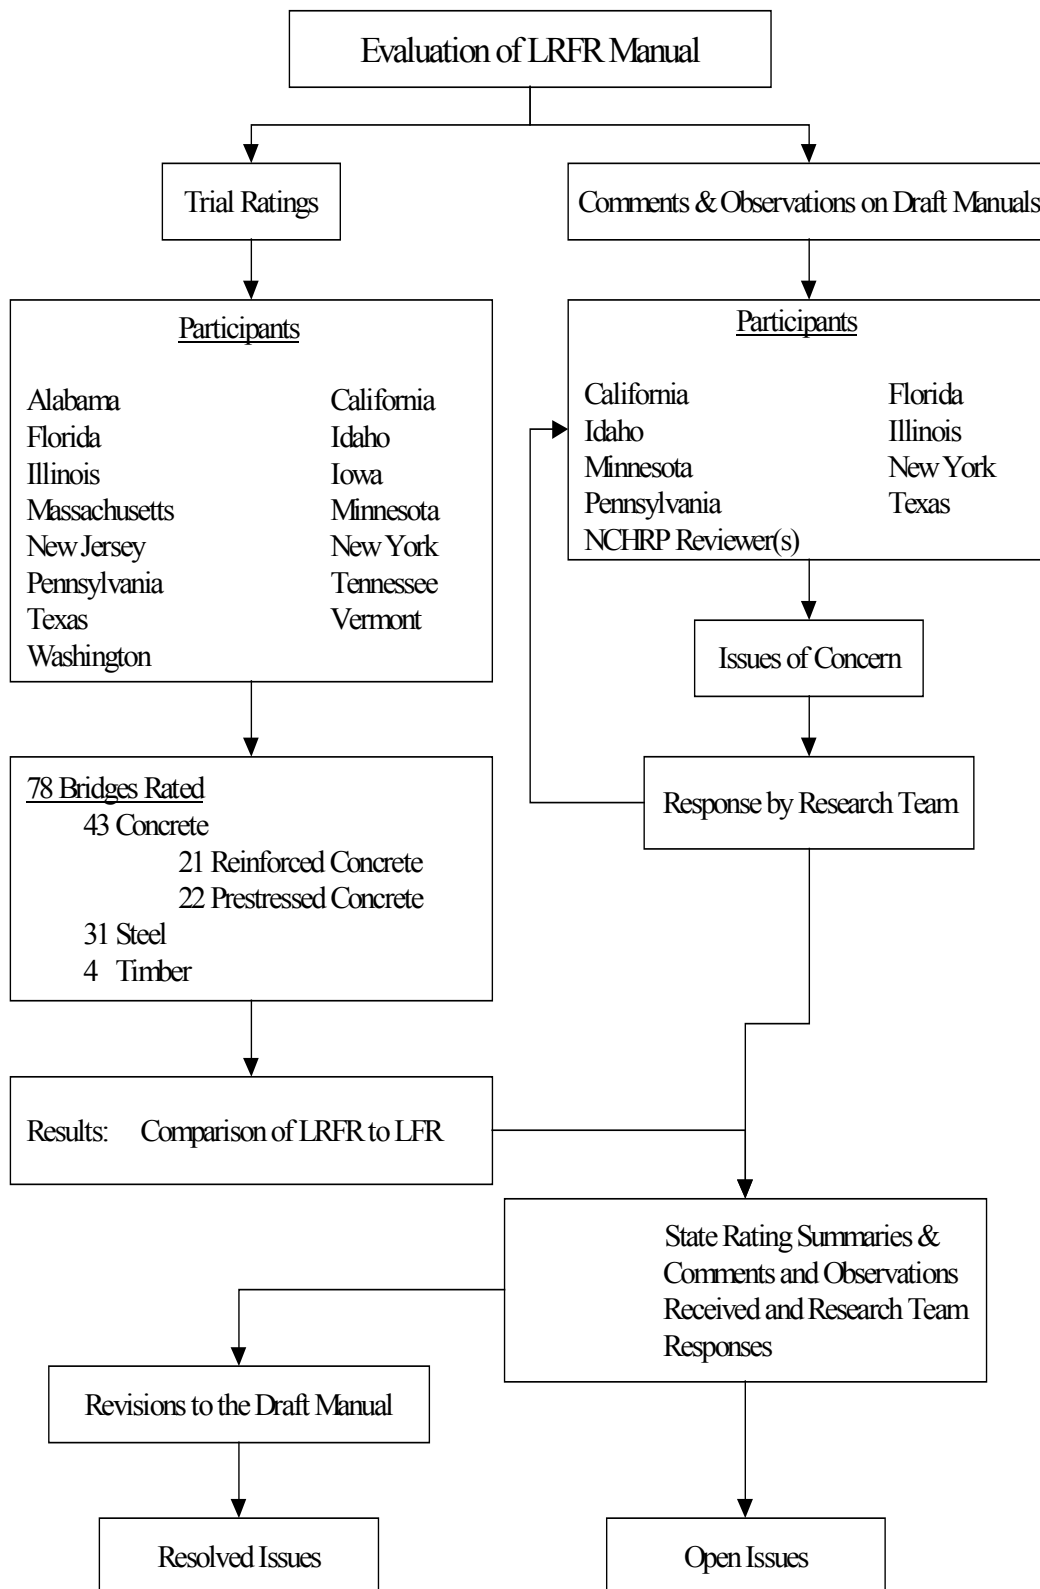 Evaluation of LRFR Manual
Trial Ratings
Comments & Observations on Draft Manuals
Participants
Alabama California
Florida Idaho
Illinois Iowa
Massachusetts Minnesota
New Jersey New York
Pennsylvania Tennessee
Texas Vermont
Washington
Participants
California Florida
Idaho Illinois
Minnesota New York
Pennsylvania Texas
NCHRP Reviewer(s)
Issues of Concern
Response by Research Team
78 Bridges Rated
43 Concrete
21 Reinforced Concrete
22 Prestressed Concrete
31 Steel
4 Timber
Results: Comparison of LRFR to LFR
State Rating Summaries &
Comments and Observations
Received and Research Team
Responses
Revisions to the Draft Manual
Resolved Issues
Open Issues